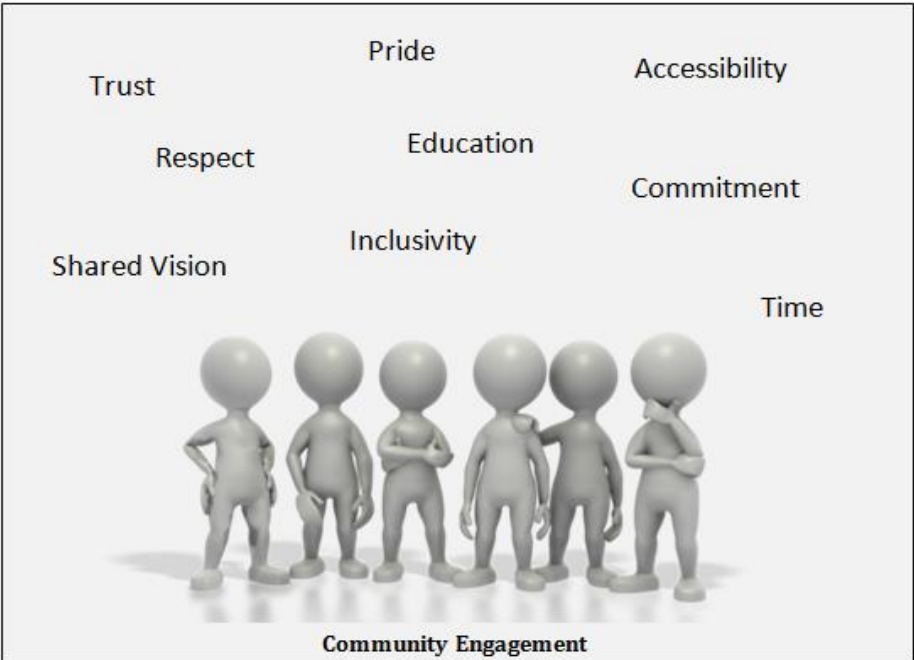 Pride
Accessibility
Trust
Education
Respect
Commitment
Inclusivity
Shared Vision
Time
Community Engagement